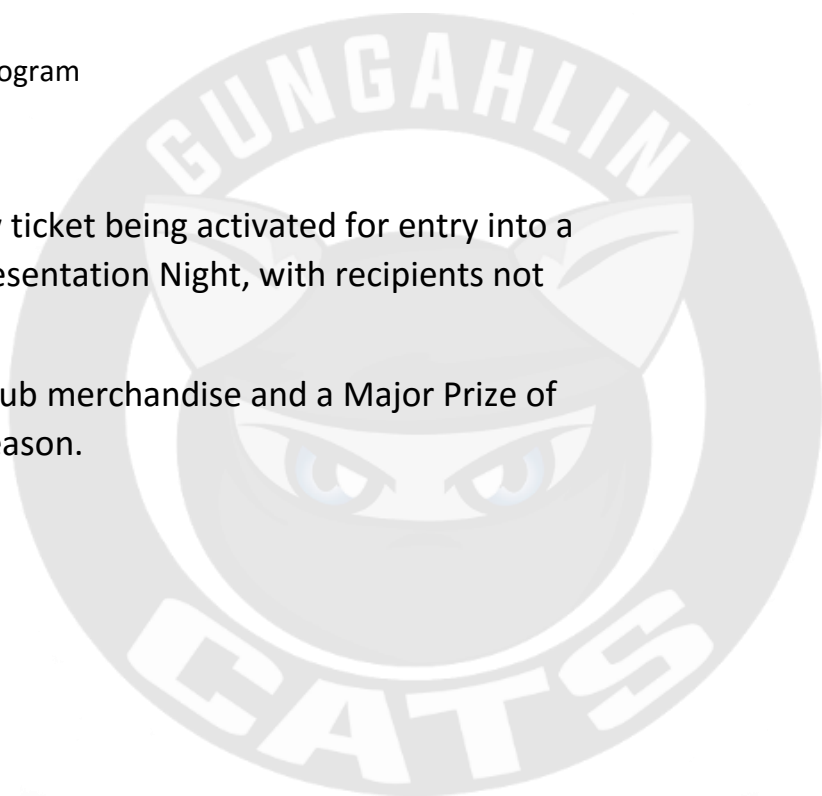 ogram
GUNGAHLIN
ticket being activated for entry into a
esentation Night, with recipients not
ub merchandise and a Major Prize of
eason.
CATS